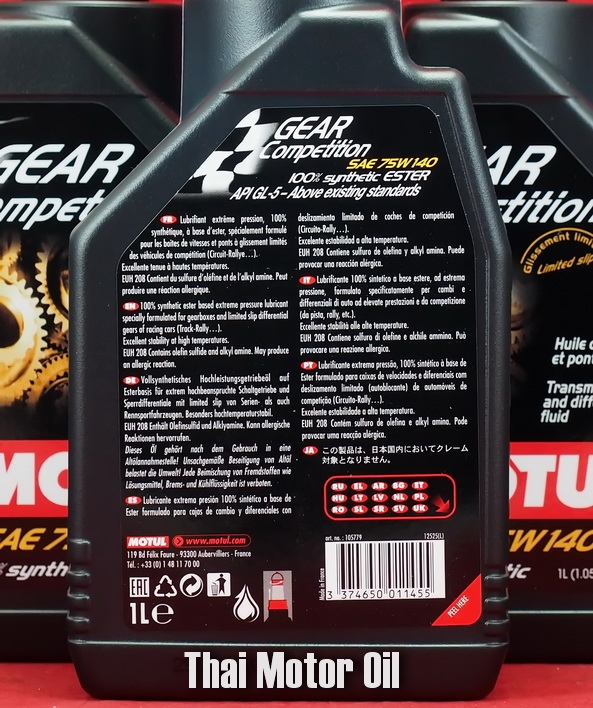 GEAR
Competition
SAE 75W140
100% synthetic ESTER
API GL-5 – Above existing standards
FR Lubrifiant extrême pression, 100%
synthétique, à base d'ester, spécialement formulé
pour les boîtes de vitesses et ponts à glissement limités
des véhicules de compétition (Circuit-Rallye…).
Excellente tenue à hautes températures.
EUH 208 Contient du sulfure d'oléfine et de l'alkyl amine. Peut
produire une réaction allergique.
EN 100% synthetic ester based extreme pressure lubricant
specially formulated for gearboxes and limited slip differential
gears of racing cars (Track-Rally…).
Excellent stability at high temperatures.
EUH 208 Contains olefin sulfide and alkyl amine. May produce
an allergic reaction.
DE Vollsynthetisches Hochleistungsgetriebeöl auf
Esterbasis für extrem hochbeanspruchte Schaltgetriebe und
Sperrdifferentiale mit limited slip von Serien- als auch
Rennsportfahrzeugen. Besonders hochtemperaturstabil.
EUH 208 Enthält Olefinsulfid und Alkylamine. Kann allergische
Reaktionen hervorrufen.
Dieses Öl gehört nach dem Gebrauch in eine
Altölannahmestelle! Unsachgemäße Beseitigung von Altöl
belastet die Umwelt! Jede Beimischung von Fremdstoffen wie
Lösungsmittel, Brems- und Kühlflüssigkeit ist verboten.
ES Lubricante extrema presión 100% sintético a base de
Ester formulado para cajas de cambio y diferenciales con
deslizamiento limitado de coches de competición
(Circuito-Rally…).
Excelente estabilidad a alta temperatura.
EUH 208 Contiene sulfuro de olefina y alkyl amina. Puede
provocar una reacción alérgica.
IT Lubrificante 100% sintetico a base estere, ad estrema
pressione, formulato specificatamente per cambi e
differenziali di auto ad elevate prestazioni e da competizione
(da pista, rally, etc.).
Eccellente stabilità alle alte temperature.
EUH 208 Contiene solfuro di olefine e alchile ammina. Può
provocare una reazione allergica.
PT Lubrificante extrema pressão, 100% sintético à base de
Ester formulado para caixas de velocidades e diferenciais com
deslizamento limitado (autoblocante) de automóveis de
competição (Circuito-Rally…).
Excelente estabilidade a alta temperatura.
EUH 208 Contém sulfuro de olefina e alkyl amina. Pode
provocar uma reacção alérgica.
JA この製品は、日本国内においてクレーム
対象となりません。
RU EL AR BG ET
HU LT LV NL PL
RO SL SR SV UK
MOTUL www.motul.com
119 Bd Félix Faure - 93300 Aubervilliers - France
Tél. : +33 (0) 1 48 11 70 00
EAC
1L e
art. no. : 105779 12525(L)
Made in France
3 374650 011455
PEEL HERE
GEAR
Glissement
Limited slip
Huile
et pont
and diff
fluid
SAE
75W140
1L
Thai Motor Oil